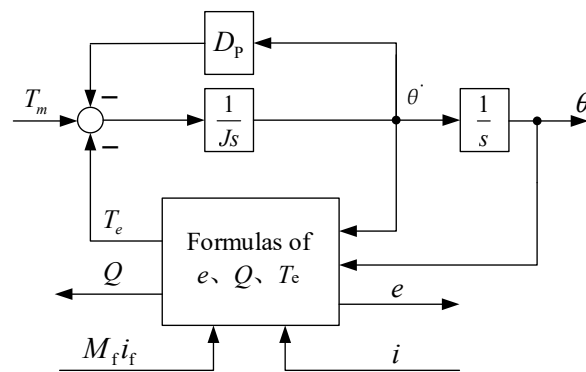 D_P
T_m
−
1/Js
θ̇
1/s
θ
−
T_e
Formulas of
e、Q、T_e
Q
e
M_f i_f
i